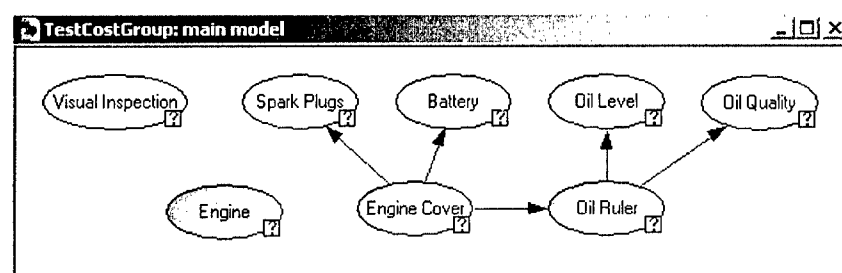 TestCostGroup: main model
Visual Inspection
?
Spark Plugs
?
Battery
?
Oil Level
?
Oil Quality
?
Engine
?
Engine Cover
?
Oil Ruler
?